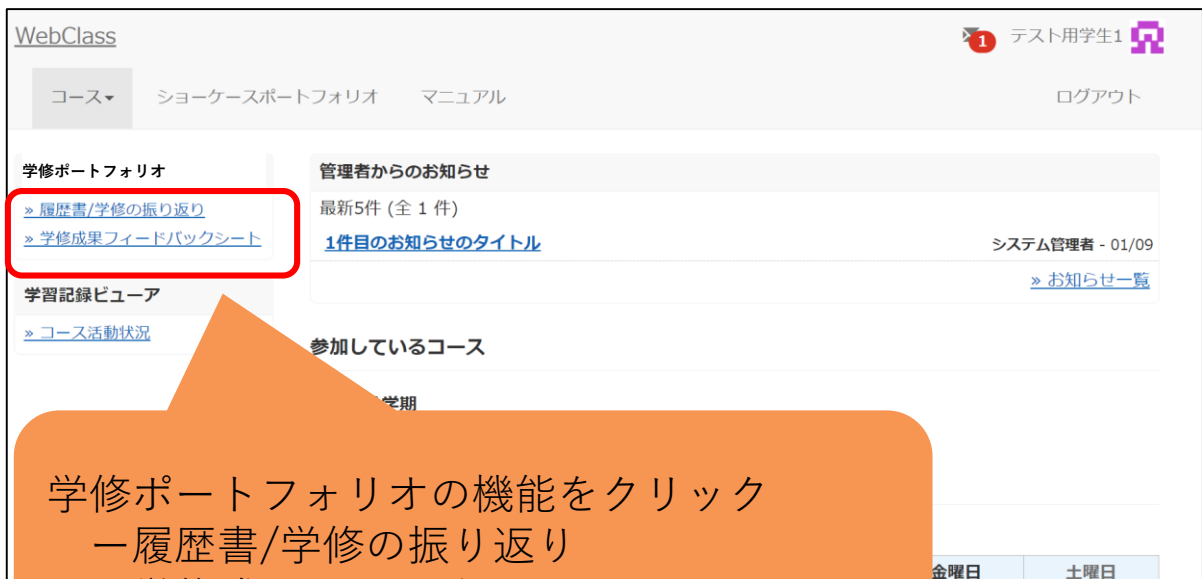 WebClass
1 テスト用学生1
コース ショーケースポートフォリオ マニュアル ログアウト
学修ポートフォリオ
» 履歴書/学修の振り返り
» 学修成果フィードバックシート
学習記録ビューア
» コース活動状況
管理者からのお知らせ
最新5件 (全 1 件)
1件目のお知らせのタイトル システム管理者 - 01/09
» お知らせ一覧
参加しているコース
学期
学修ポートフォリオの機能をクリック
ー履歴書/学修の振り返り
金曜日 土曜日